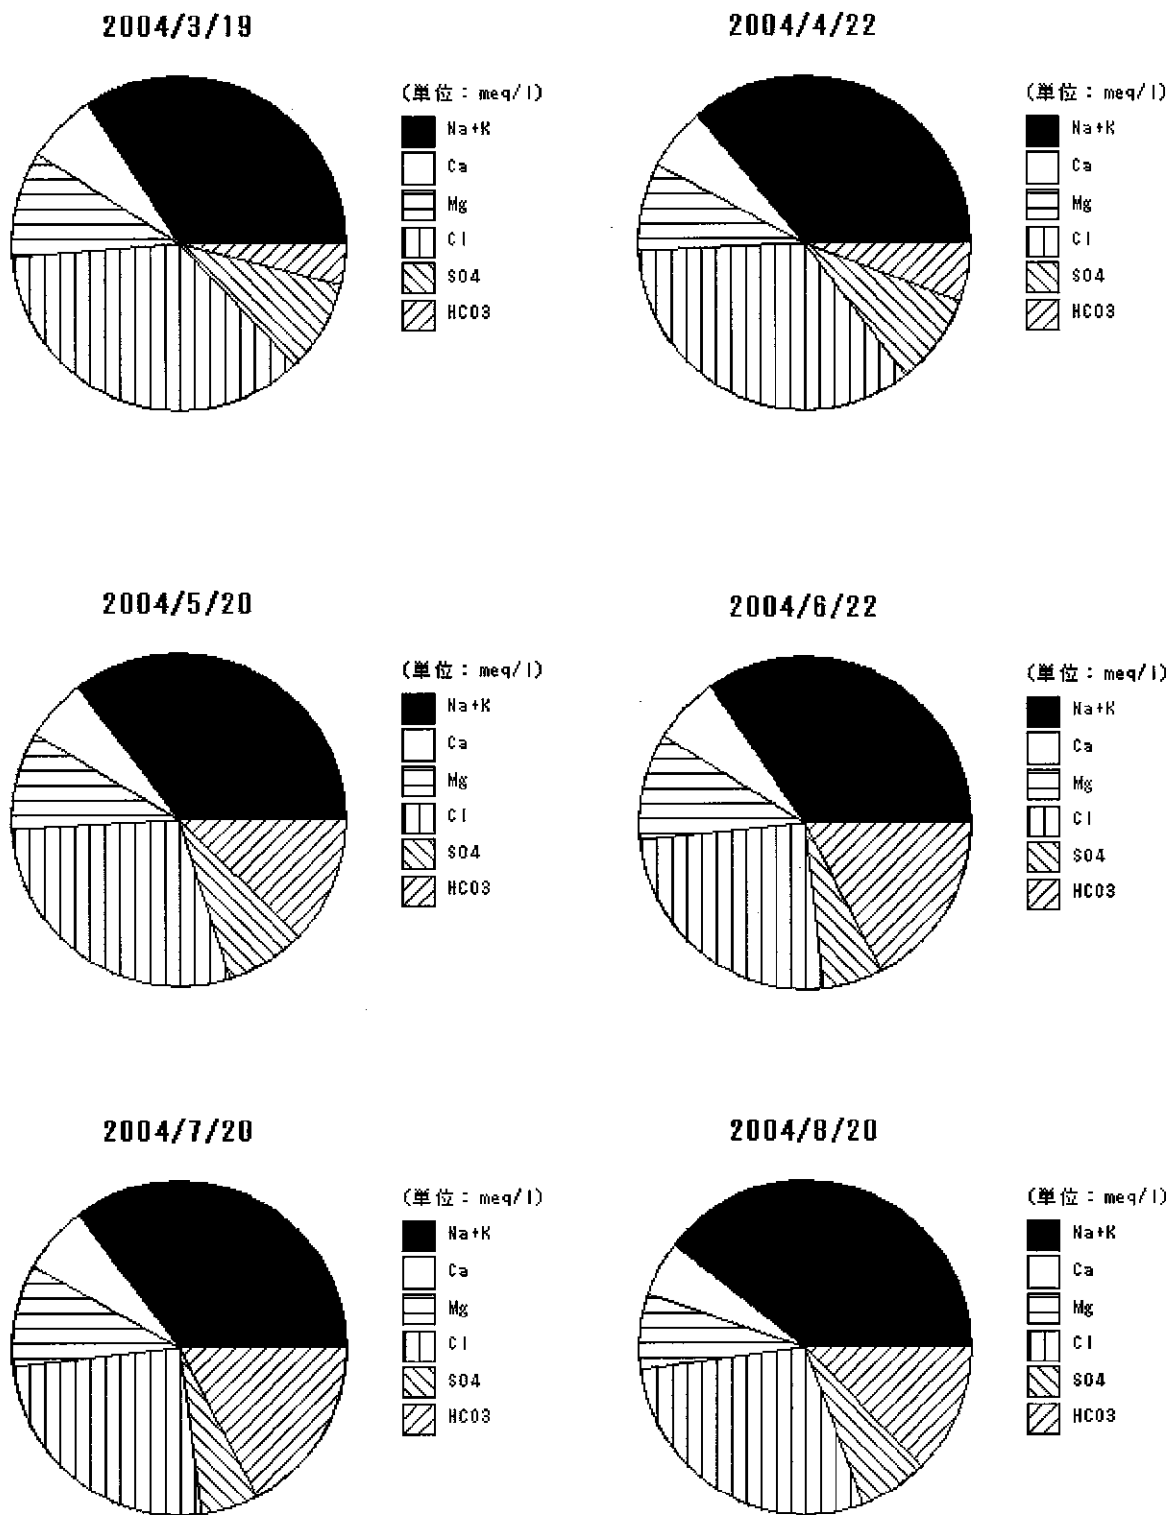 2004/3/19
(単位：meq/l)
Na+K
Ca
Mg
Cl
SO4
HCO3
2004/4/22
(単位：meq/l)
Na+K
Ca
Mg
Cl
SO4
HCO3
2004/5/20
(単位：meq/l)
Na+K
Ca
Mg
Cl
SO4
HCO3
2004/6/22
(単位：meq/l)
Na+K
Ca
Mg
Cl
SO4
HCO3
2004/7/20
(単位：meq/l)
Na+K
Ca
Mg
Cl
SO4
HCO3
2004/8/20
(単位：meq/l)
Na+K
Ca
Mg
Cl
SO4
HCO3